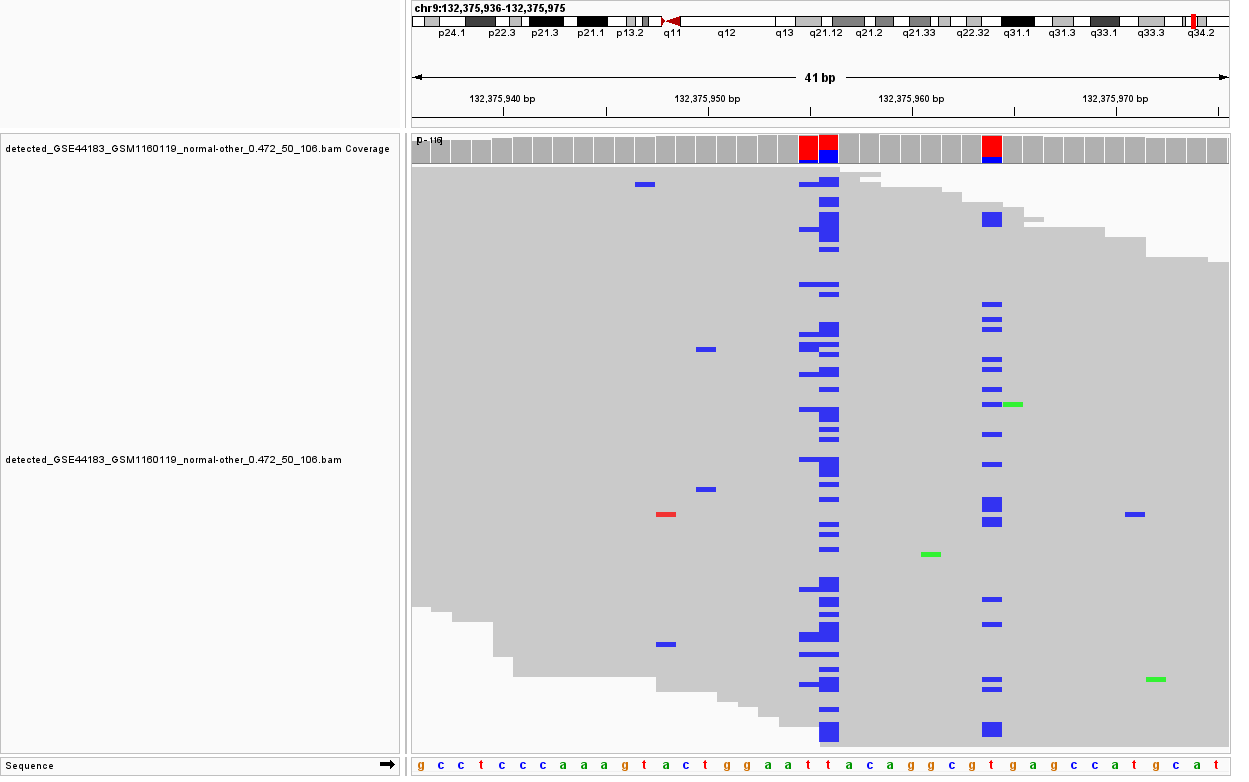 chr9:132,375,936-132,375,975
p24.1 p22.3 p21.3 p21.1 p13.2 q11 q12 q13 q21.12 q21.2 q21.33 q22.32 q31.1 q31.3 q33.1 q33.3 q34.2
41 bp
132,375,940 bp 132,375,950 bp 132,375,960 bp 132,375,970 bp
[0 - 116]
detected_GSE44183_GSM1160119_normal-other_0.472_50_106.bam Coverage
detected_GSE44183_GSM1160119_normal-other_0.472_50_106.bam
Sequence g c c t c c c a a a g t a c t g g a a t t a c a g g c g t g a g c c a t g c a t